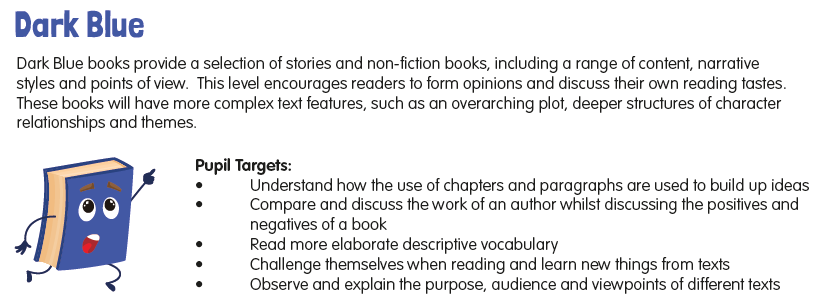 Dark Blue
Dark Blue books provide a selection of stories and non-fiction books, including a range of content, narrative
styles and points of view.  This level encourages readers to form opinions and discuss their own reading tastes.
These books will have more complex text features, such as an overarching plot, deeper structures of character
relationships and themes.
Pupil Targets:
• Understand how the use of chapters and paragraphs are used to build up ideas
• Compare and discuss the work of an author whilst discussing the positives and
negatives of a book
• Read more elaborate descriptive vocabulary
• Challenge themselves when reading and learn new things from texts
• Observe and explain the purpose, audience and viewpoints of different texts